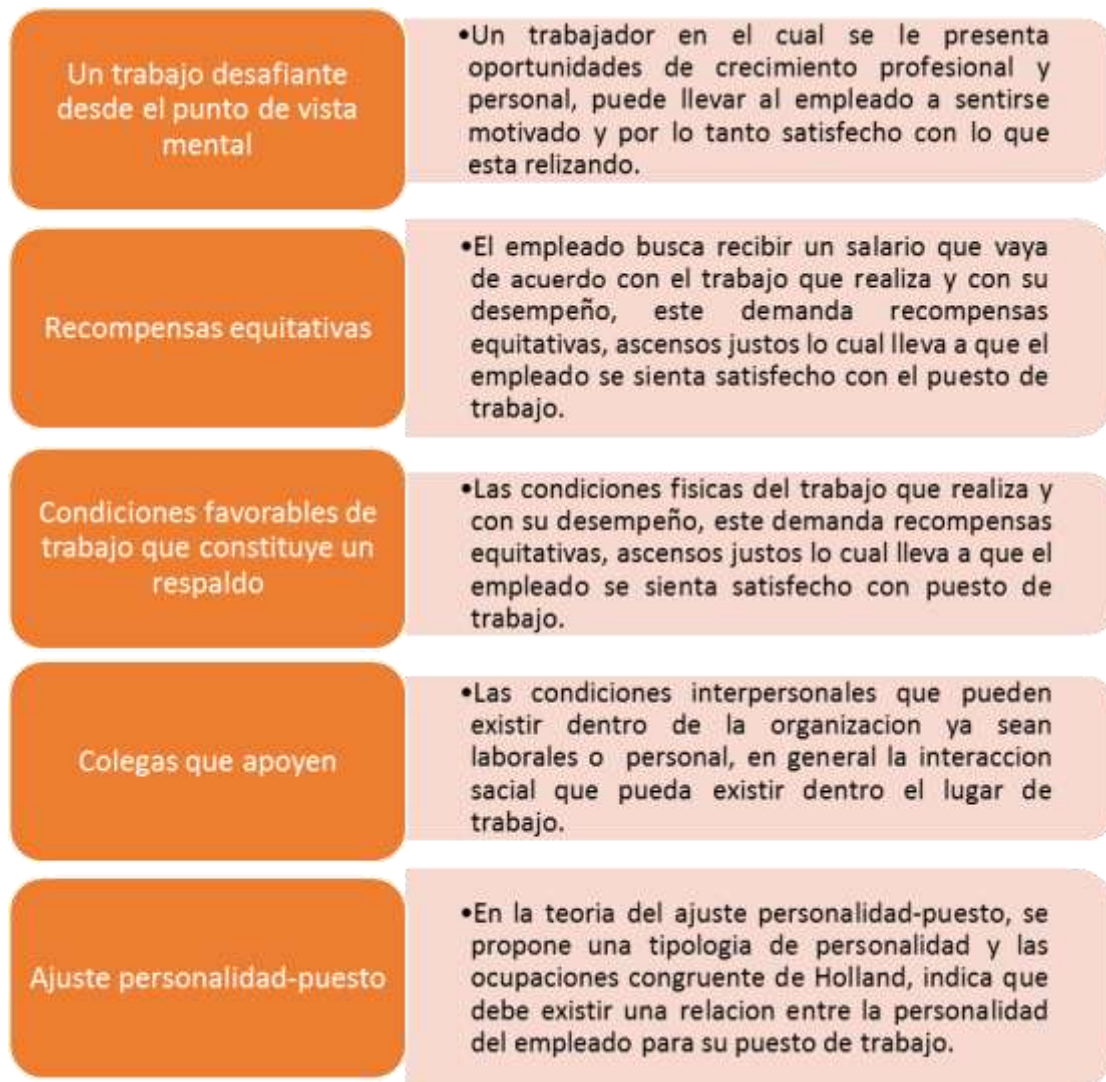 Un trabajo desafiante
desde el punto de vista
mental
•Un trabajador en el cual se le presenta
oportunidades de crecimiento profesional y
personal, puede llevar al empleado a sentirse
motivado y por lo tanto satisfecho con lo que
esta relizando.
Recompensas equitativas
•El empleado busca recibir un salario que vaya
de acuerdo con el trabajo que realiza y con su
desempeño, este demanda recompensas
equitativas, ascensos justos lo cual lleva a que el
empleado se sienta satisfecho con el puesto de
trabajo.
Condiciones favorables de
trabajo que constituye un
respaldo
•Las condiciones fisicas del trabajo que realiza y
con su desempeño, este demanda recompensas
equitativas, ascensos justos lo cual lleva a que el
empleado se sienta satisfecho con puesto de
trabajo.
Colegas que apoyen
•Las condiciones interpersonales que pueden
existir dentro de la organizacion ya sean
laborales o personal, en general la interaccion
sacial que pueda existir dentro el lugar de
trabajo.
Ajuste personalidad-puesto
•En la teoria del ajuste personalidad-puesto, se
propone una tipologia de personalidad y las
ocupaciones congruente de Holland, indica que
debe existir una relacion entre la personalidad
del empleado para su puesto de trabajo.